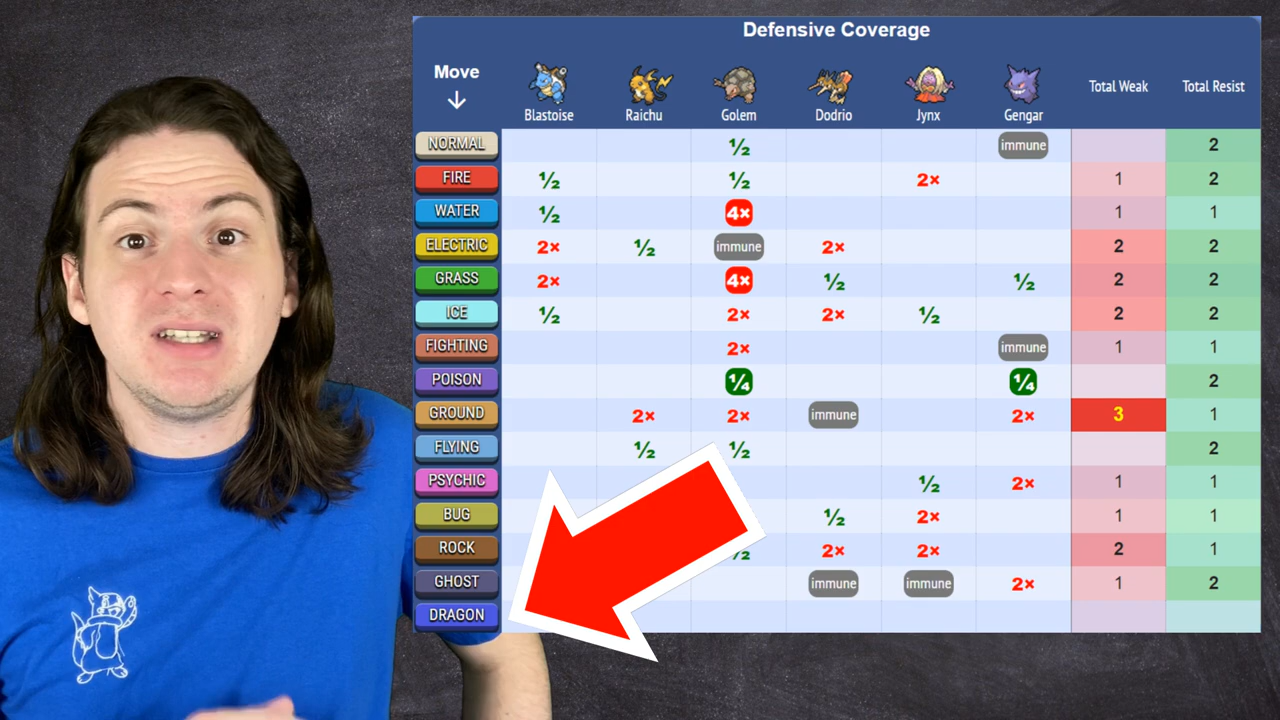 Defensive Coverage
Move ↓ Blastoise Raichu Golem Dodrio Jynx Gengar Total Weak Total Resist
NORMAL ½ immune 2
FIRE ½ ½ 2× 1 2
WATER ½ 4× 1 1
ELECTRIC 2× ½ immune 2× 2 2
GRASS 2× 4× ½ ½ 2 2
ICE ½ 2× 2× ½ 2 2
FIGHTING 2× immune 1 1
POISON ¼ ¼ 2
GROUND 2× 2× immune 2× 3 1
FLYING ½ ½ 2
PSYCHIC ½ 2× 1 1
BUG ½ 2× 1 1
ROCK ½ 2× 2× 2 1
GHOST immune immune 2× 1 2
DRAGON